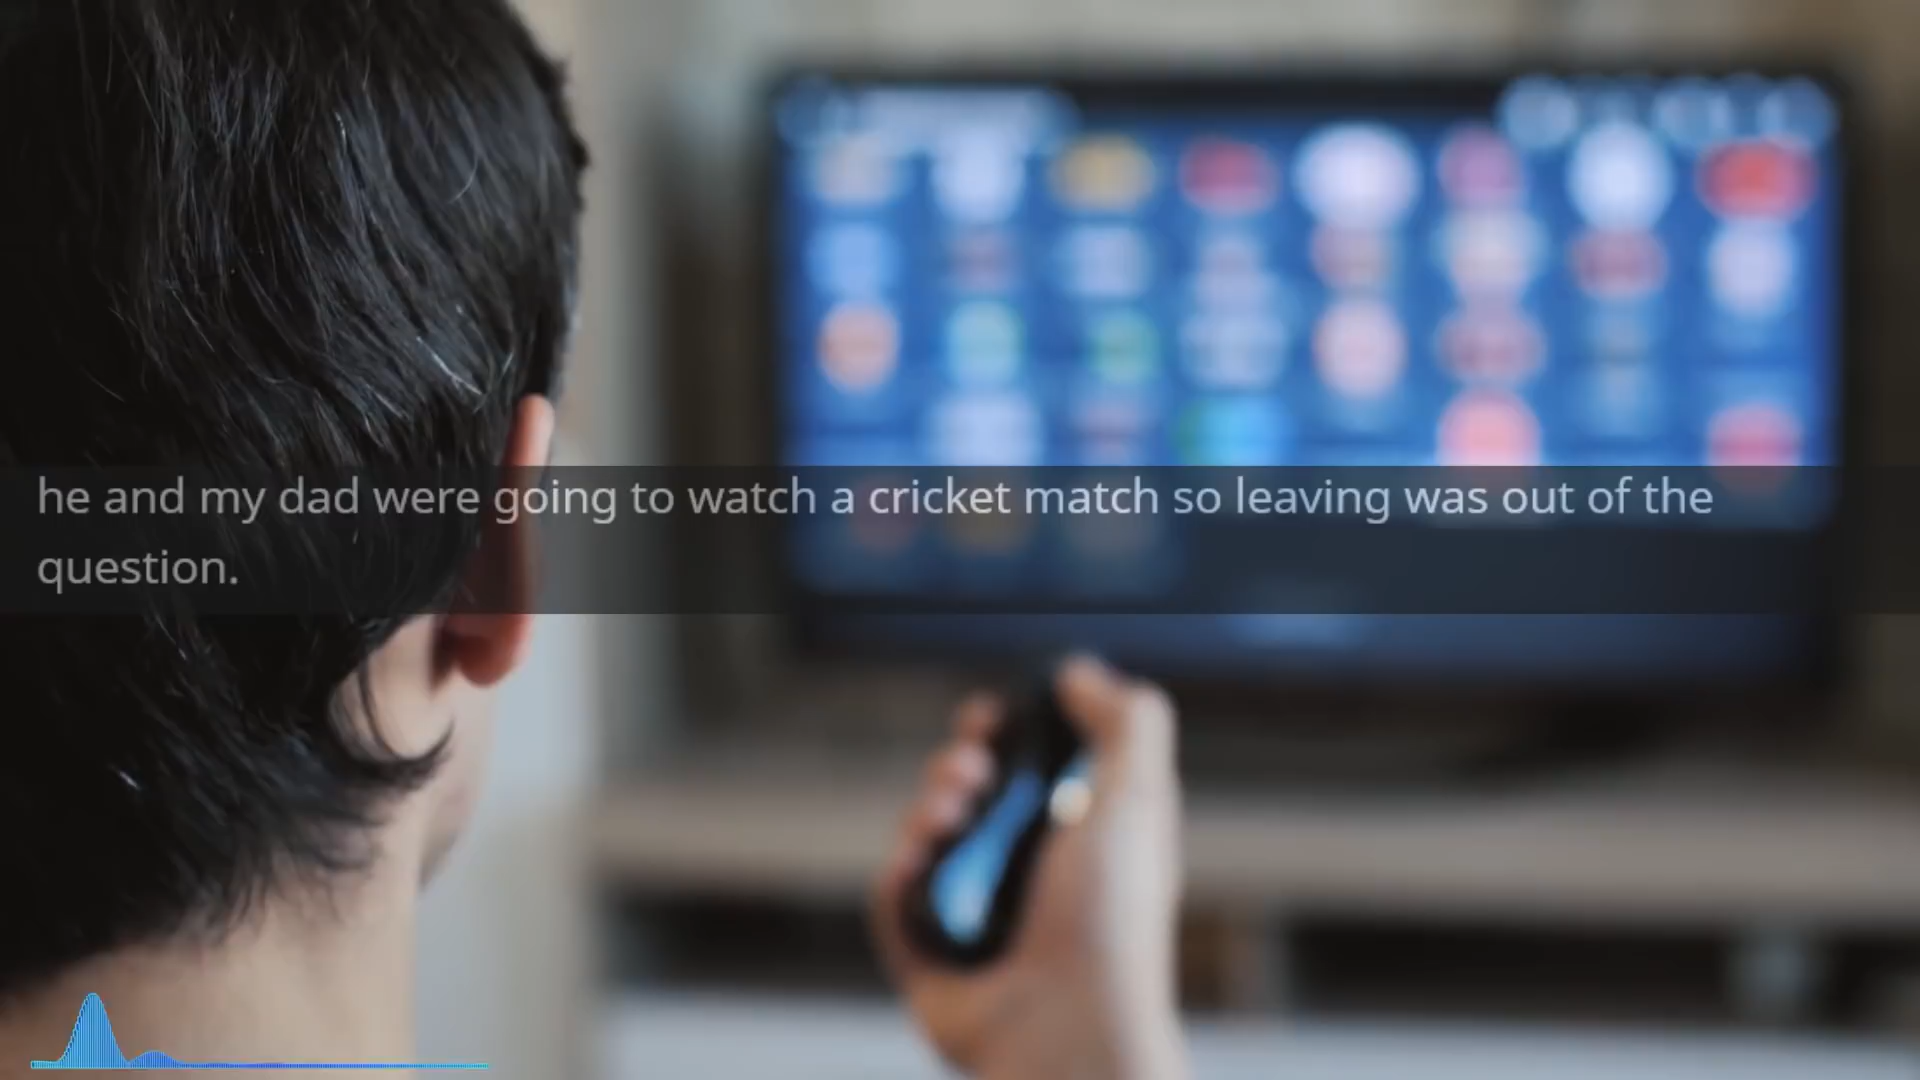 he and my dad were going to watch a cricket match so leaving was out of the
question.